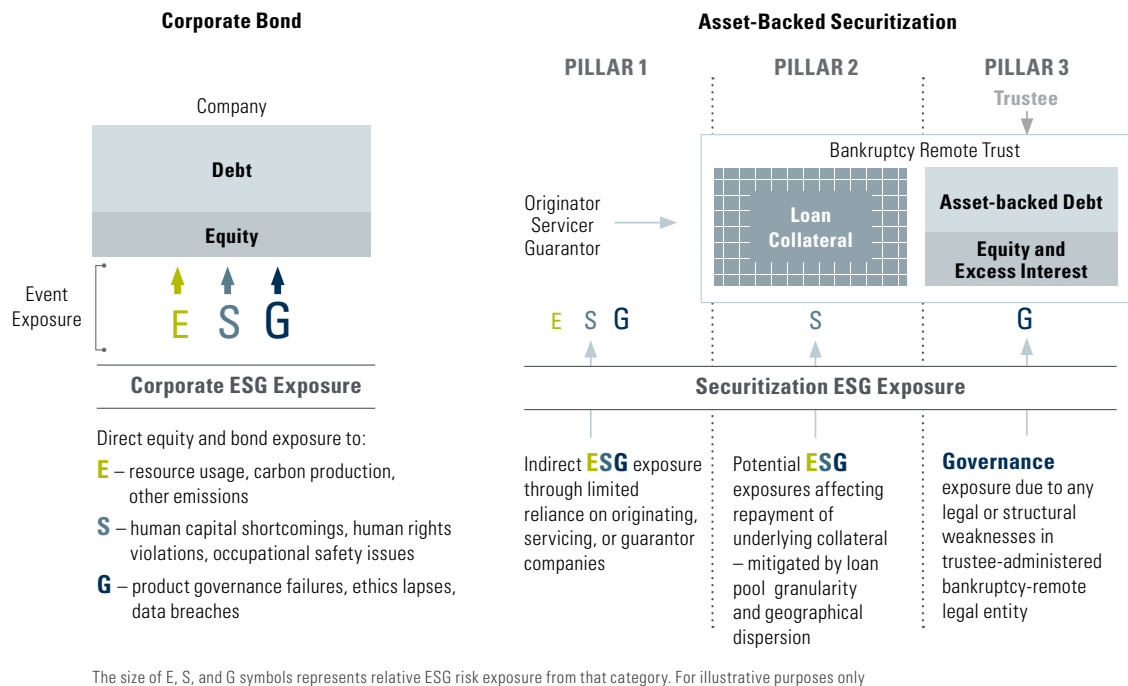 Corporate Bond
Company
Debt
Equity
Event
Exposure
E S G
Corporate ESG Exposure
Direct equity and bond exposure to:
E – resource usage, carbon production,
other emissions
S – human capital shortcomings, human rights
violations, occupational safety issues
G – product governance failures, ethics lapses,
data breaches
Asset-Backed Securitization
PILLAR 1
PILLAR 2
PILLAR 3
Trustee
Bankruptcy Remote Trust
Originator
Servicer
Guarantor
Loan
Collateral
Asset-backed Debt
Equity and
Excess Interest
E S G
S
G
Securitization ESG Exposure
Indirect ESG exposure
through limited
reliance on originating,
servicing, or guarantor
companies
Potential ESG
exposures affecting
repayment of
underlying collateral
– mitigated by loan
pool granularity
and geographical
dispersion
Governance
exposure due to any
legal or structural
weaknesses in
trustee-administered
bankruptcy-remote
legal entity
The size of E, S, and G symbols represents relative ESG risk exposure from that category. For illustrative purposes only